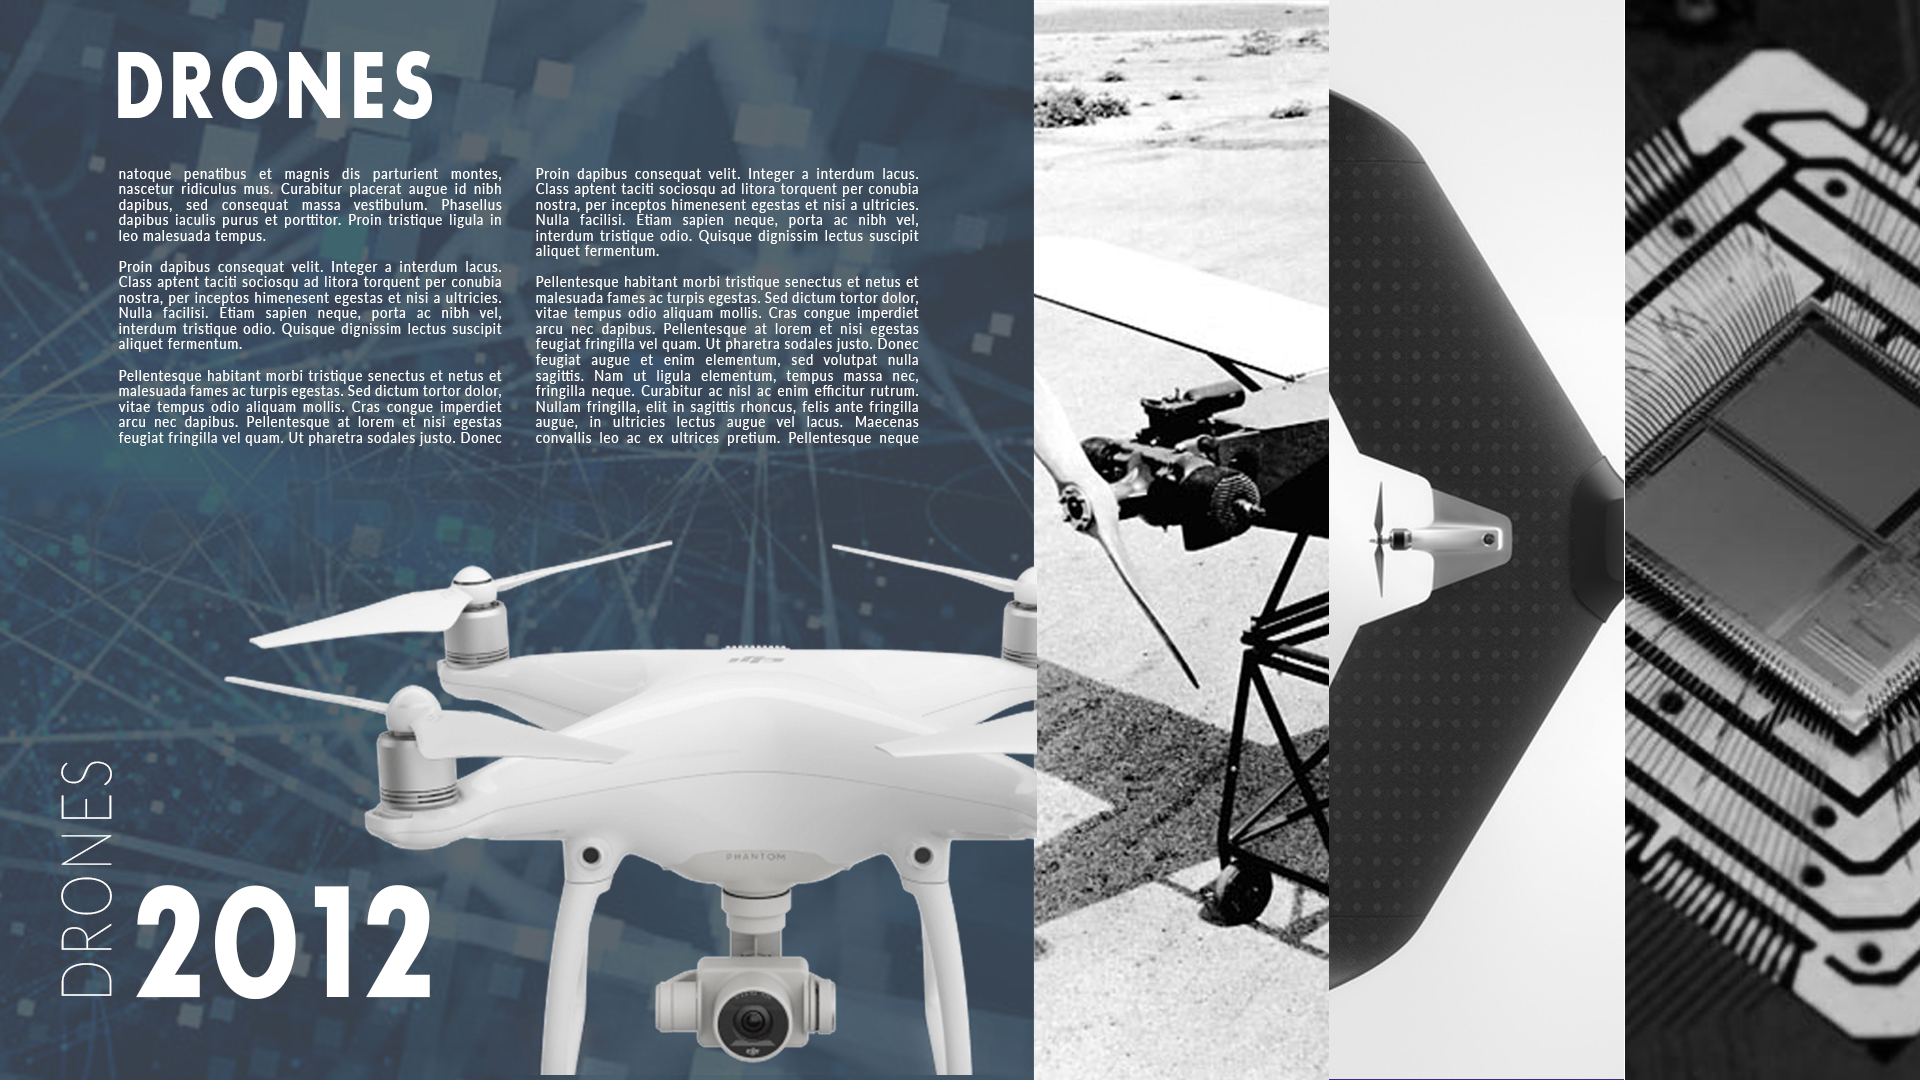 DRONES
natoque penatibus et magnis dis parturient montes,
nascetur ridiculus mus. Curabitur placerat augue id nibh
dapibus, sed consequat massa vestibulum. Phasellus
dapibus iaculis purus et porttitor. Proin tristique ligula in
leo malesuada tempus.
Proin dapibus consequat velit. Integer a interdum lacus.
Class aptent taciti sociosqu ad litora torquent per conubia
nostra, per inceptos himenesent egestas et nisi a ultricies.
Nulla facilisi. Etiam sapien neque, porta ac nibh vel,
interdum tristique odio. Quisque dignissim lectus suscipit
aliquet fermentum.
Pellentesque habitant morbi tristique senectus et netus et
malesuada fames ac turpis egestas. Sed dictum tortor dolor,
vitae tempus odio aliquam mollis. Cras congue imperdiet
arcu nec dapibus. Pellentesque at lorem et nisi egestas
feugiat fringilla vel quam. Ut pharetra sodales justo. Donec
Proin dapibus consequat velit. Integer a interdum lacus.
Class aptent taciti sociosqu ad litora torquent per conubia
nostra, per inceptos himenesent egestas et nisi a ultricies.
Nulla facilisi. Etiam sapien neque, porta ac nibh vel,
interdum tristique odio. Quisque dignissim lectus suscipit
aliquet fermentum.
Pellentesque habitant morbi tristique senectus et netus et
malesuada fames ac turpis egestas. Sed dictum tortor dolor,
vitae tempus odio aliquam mollis. Cras congue imperdiet
arcu nec dapibus. Pellentesque at lorem et nisi egestas
feugiat fringilla vel quam. Ut pharetra sodales justo. Donec
feugiat augue et enim elementum, sed volutpat nulla
sagittis. Nam ut ligula elementum, tempus massa nec,
fringilla neque. Curabitur ac nisl ac enim efficitur rutrum.
Nullam fringilla, elit in sagittis rhoncus, felis ante fringilla
augue, in ultricies lectus augue vel lacus. Maecenas
convallis leo ac ex ultrices pretium. Pellentesque neque
PHANTOM
dji
DRONES
2012